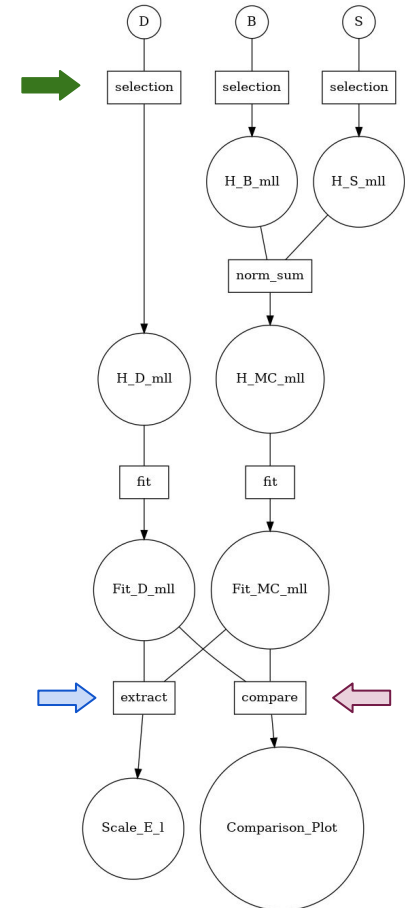 D B S
selection selection selection
H_B_mll H_S_mll
norm_sum
H_D_mll H_MC_mll
fit fit
Fit_D_mll Fit_MC_mll
extract compare
Scale_E_l Comparison_Plot